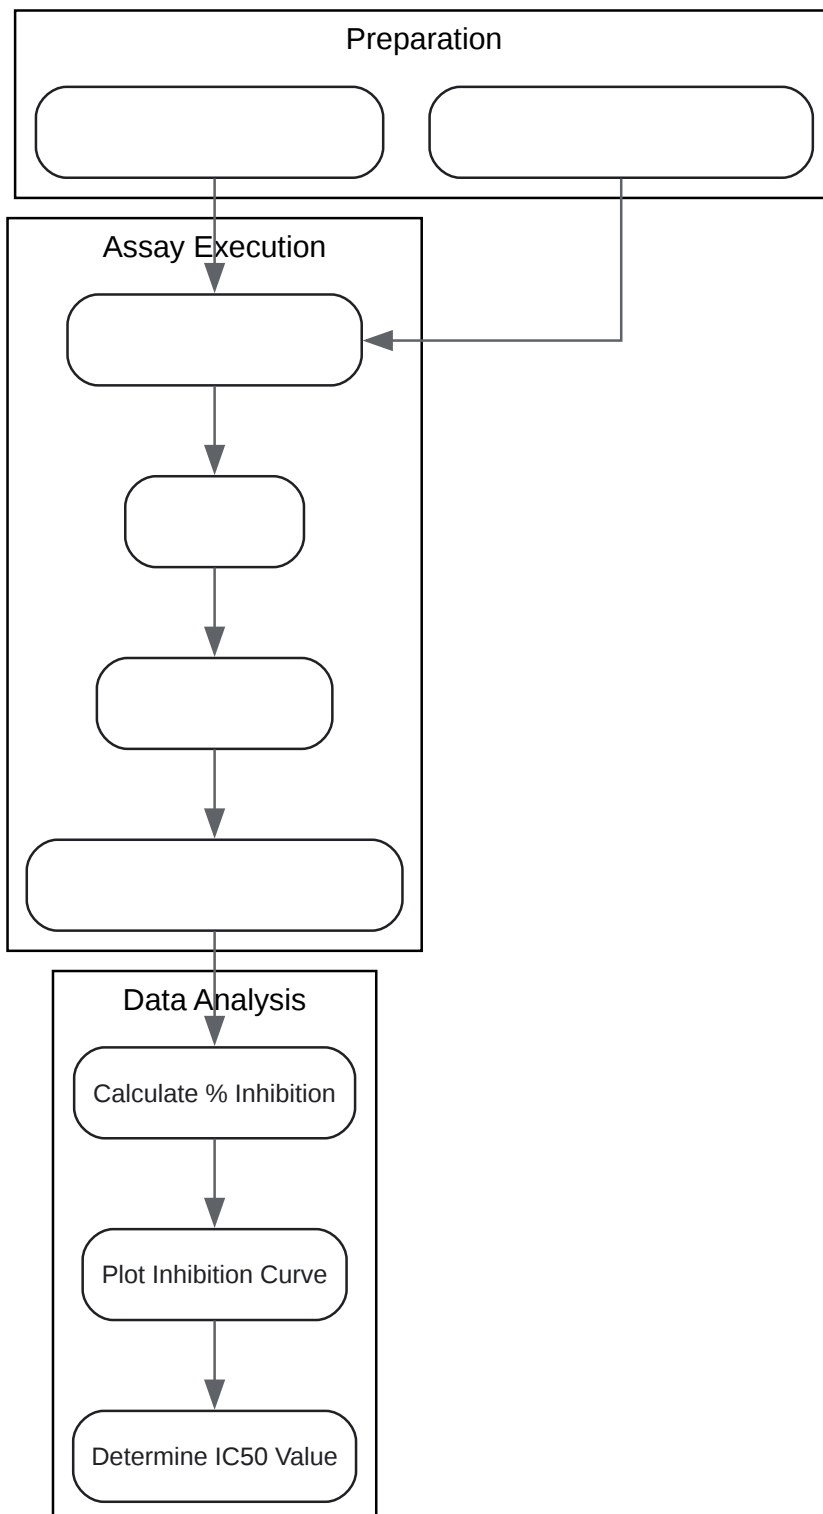 Preparation
Assay Execution
Data Analysis
Calculate % Inhibition
Plot Inhibition Curve
Determine IC50 Value